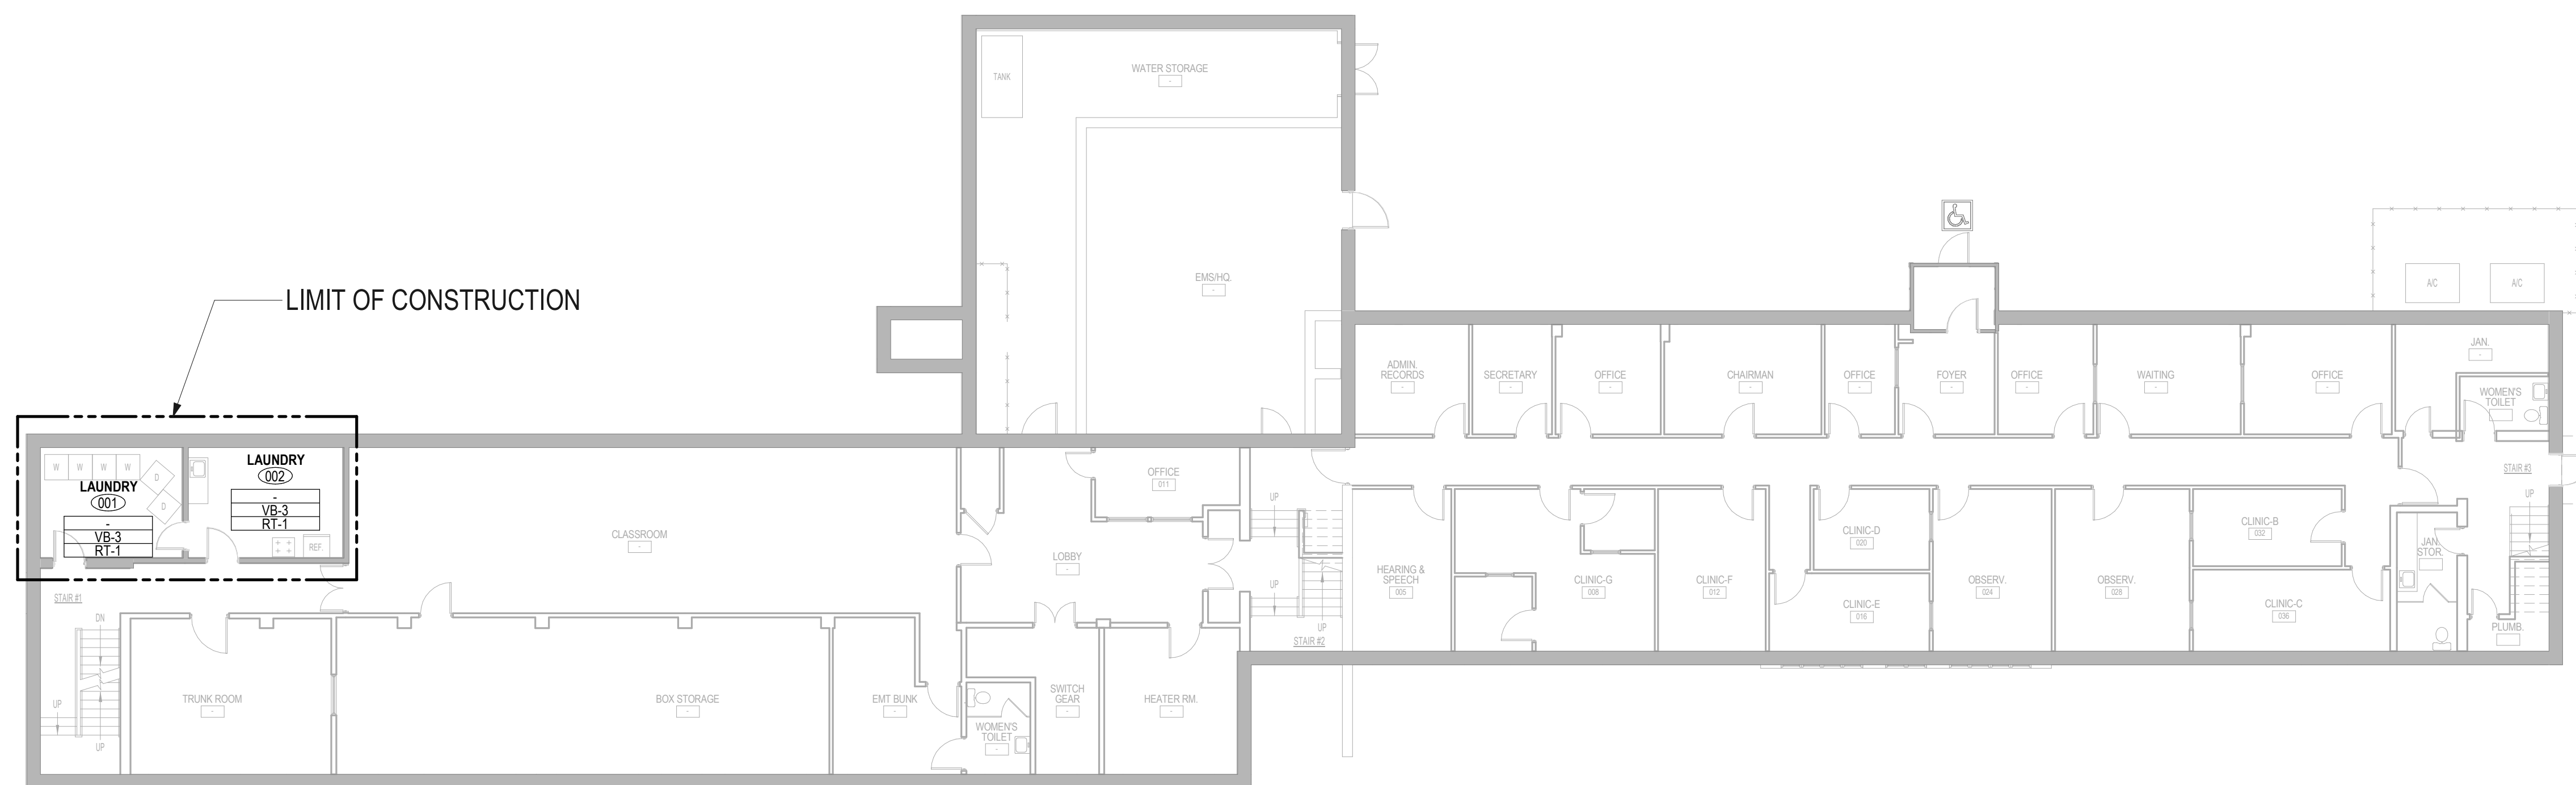 WATER STORAGE
-
TANK
EMS/HQ.
-
LIMIT OF CONSTRUCTION
A/C
A/C
ADMIN.
RECORDS
-
SECRETARY
-
OFFICE
-
CHAIRMAN
-
OFFICE
-
FOYER
-
OFFICE
-
WAITING
-
OFFICE
-
JAN.
-
WOMEN'S
TOILET
W
W
W
W
D
D
LAUNDRY
001
-
VB-3
RT-1
LAUNDRY
002
-
VB-3
RT-1
REF.
CLASSROOM
-
OFFICE
011
LOBBY
-
UP
UP
UP
STAIR #2
HEARING &
SPEECH
005
CLINIC-G
008
CLINIC-F
012
CLINIC-D
020
CLINIC-E
016
OBSERV.
024
OBSERV.
028
CLINIC-B
032
CLINIC-C
036
JAN.
STOR.
STAIR #3
UP
PLUMB.
STAIR #1
DN
UP
UP
TRUNK ROOM
-
BOX STORAGE
-
EMT BUNK
-
WOMEN'S
TOILET
-
SWITCH
GEAR
-
HEATER RM.
-